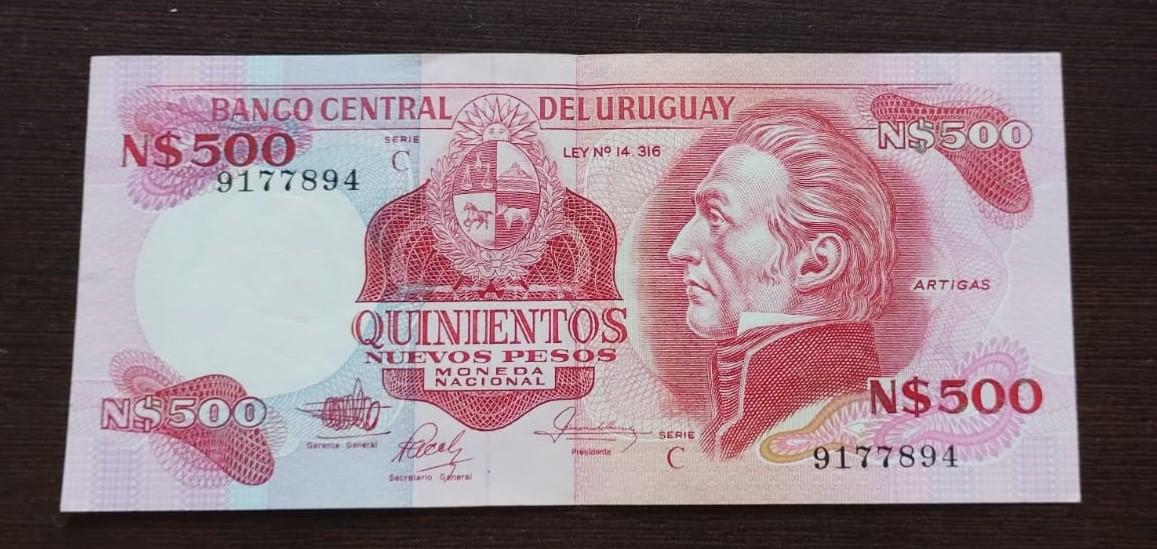 BANCO CENTRAL DEL URUGUAY
N$500
SERIE
C
9177894
LEY Nº 14.316
N$500
ARTIGAS
QUINIENTOS
NUEVOS PESOS
MONEDA
NACIONAL
N$500
N$500
Gerente General
Secretario General
Presidente
SERIE
C
9177894